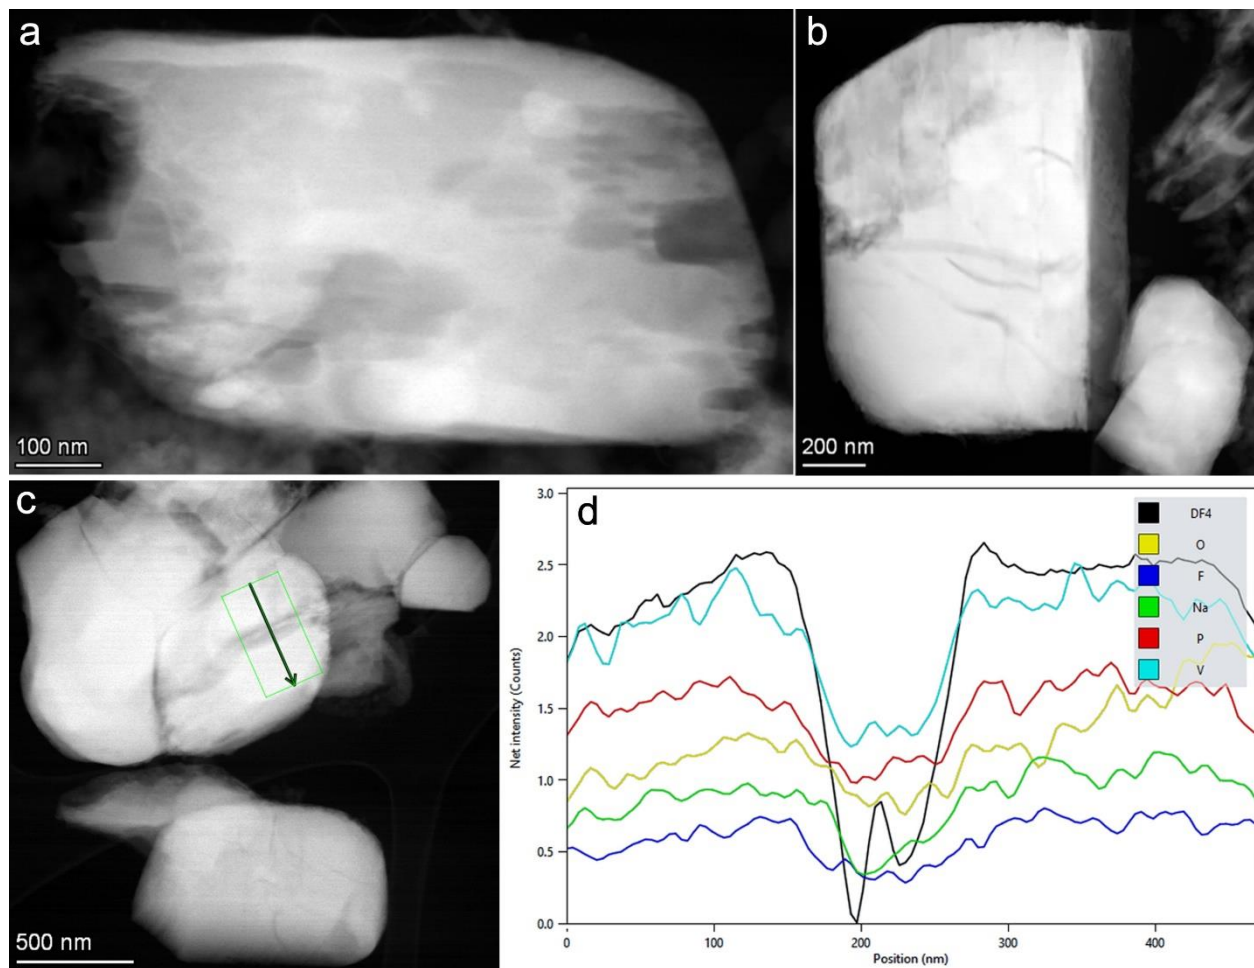 a
100 nm
b
200 nm
c
500 nm
d
Net intensity (Counts)
3.0
2.5
2.0
1.5
1.0
0.5
0.0
0
100
200
300
400
Position (nm)
DF4
O
F
Na
P
V